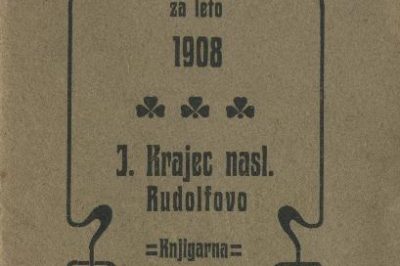 za leto
1908
J. Krajec nasl.
Rudolfovo
=Knjigarna=